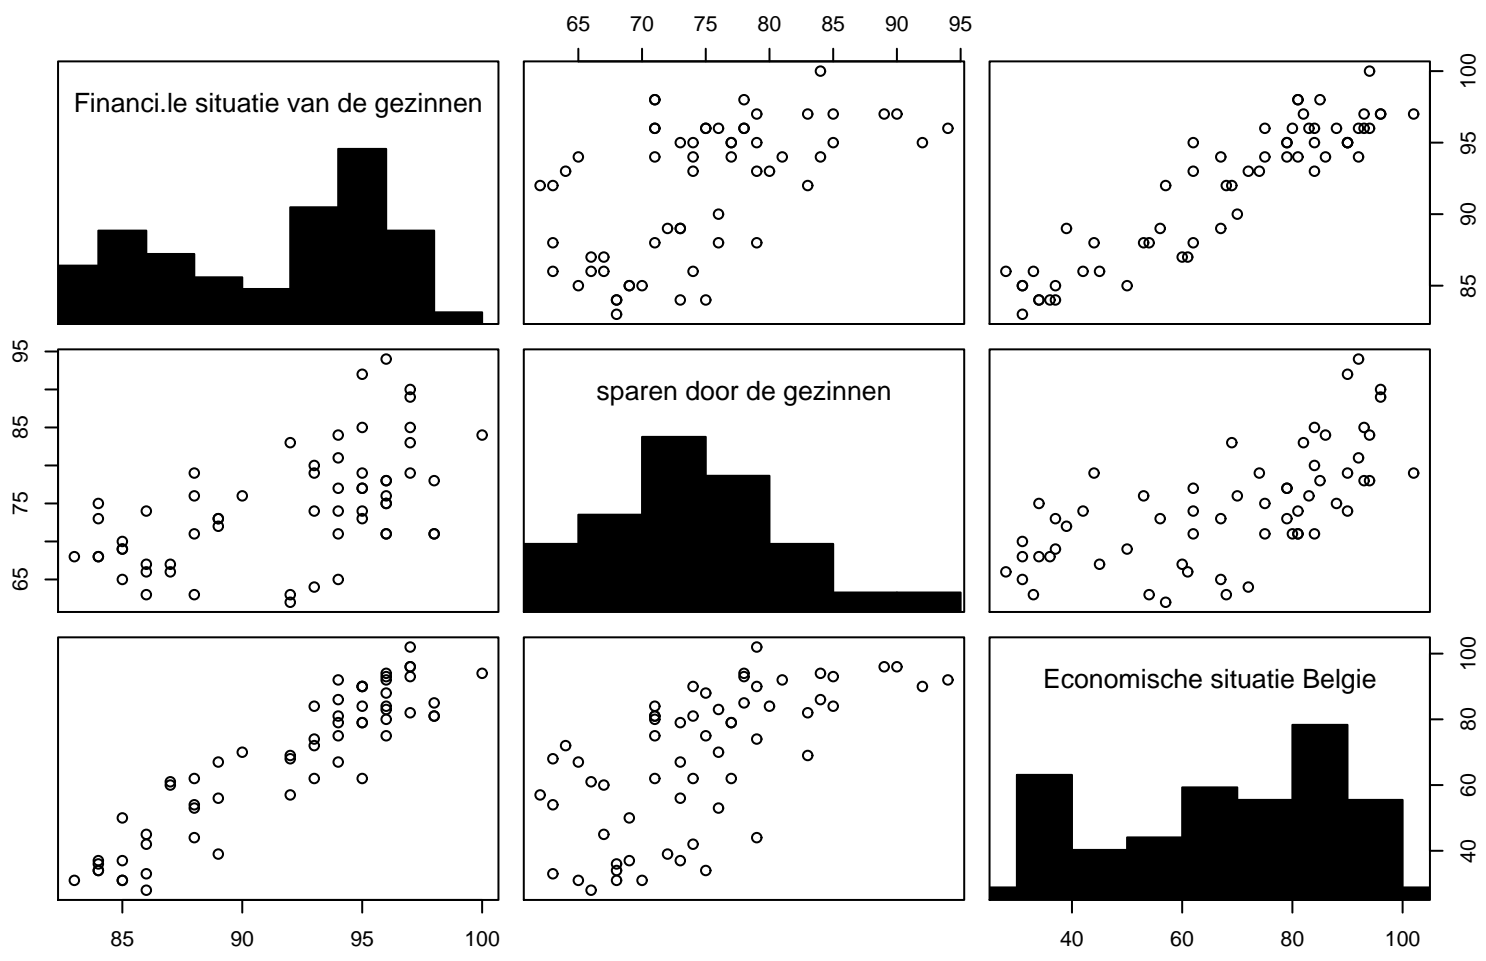 65 70 75 80 85 90 95
Financi.le situatie van de gezinnen
85 90 95 100
65 75 85 95
sparen door de gezinnen
Economische situatie Belgie
40 60 80 100
85 90 95 100
40 60 80 100